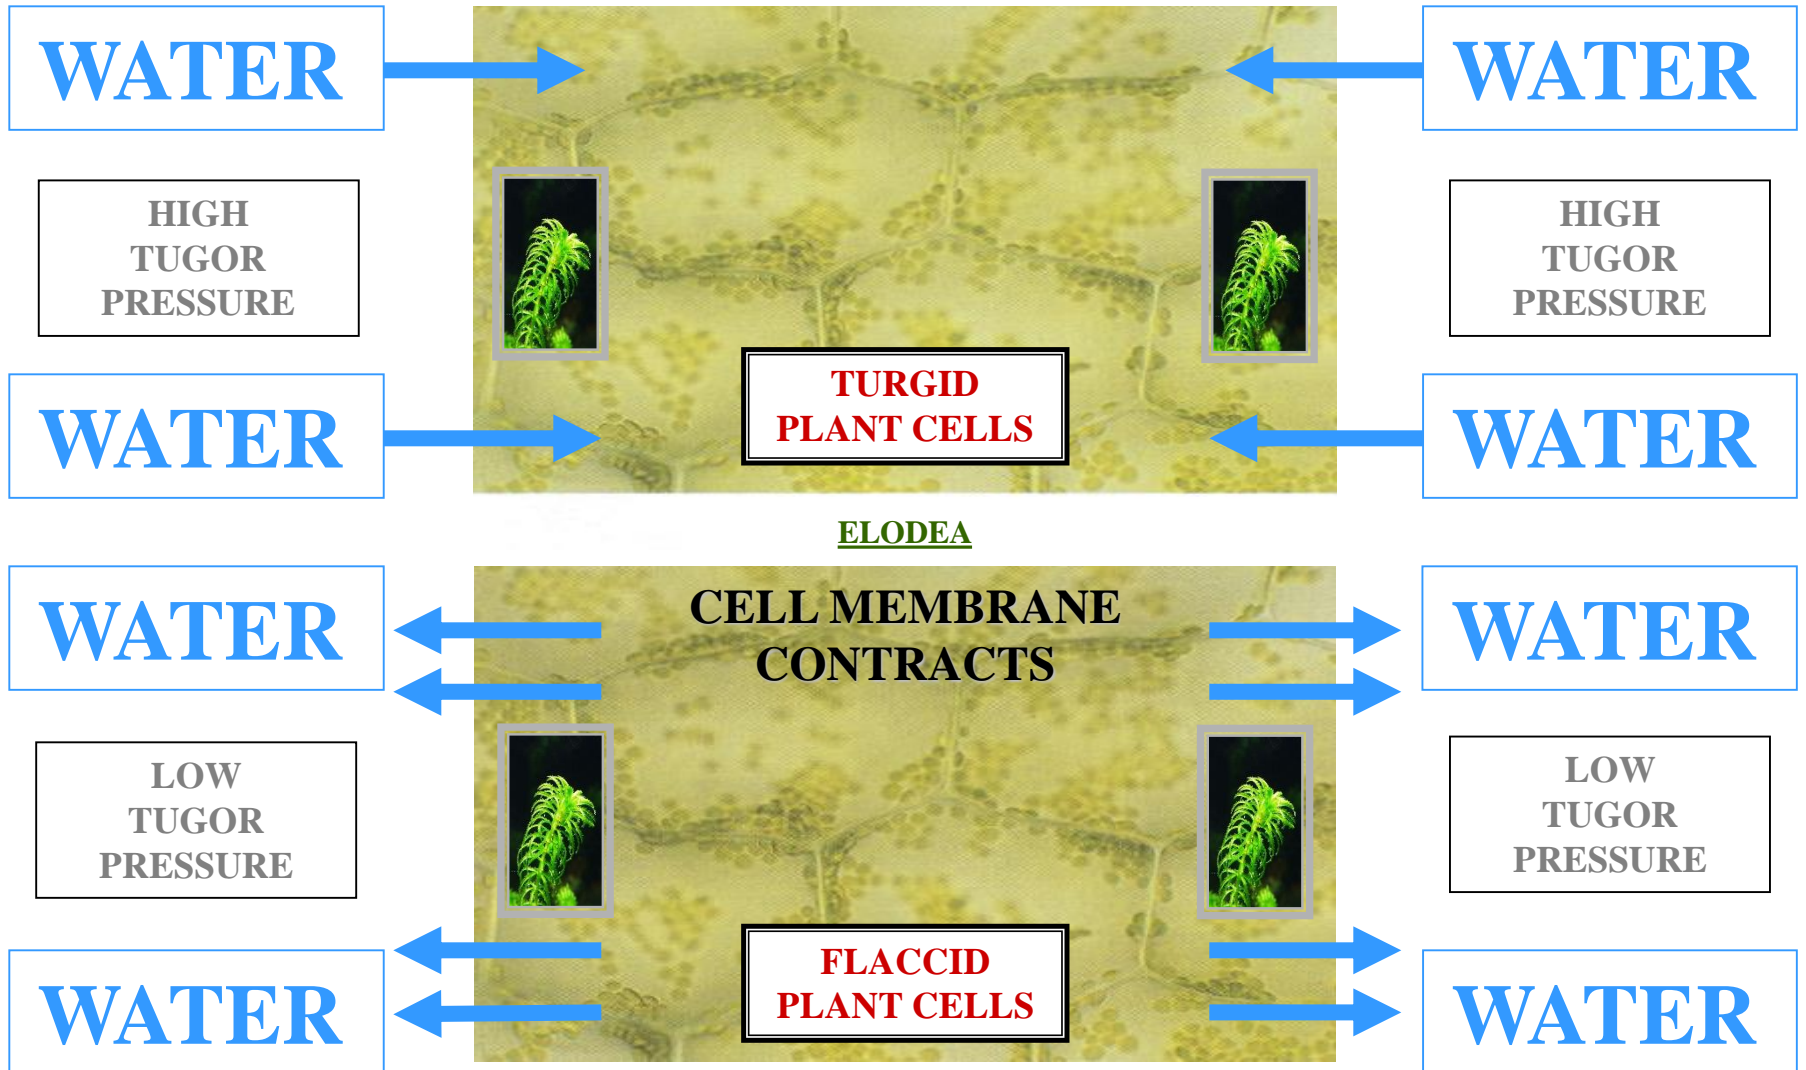 WATER
WATER
HIGH
TUGOR
PRESSURE
HIGH
TUGOR
PRESSURE
TURGID
PLANT CELLS
WATER
WATER
ELODEA
WATER
CELL MEMBRANE
CONTRACTS
WATER
LOW
TUGOR
PRESSURE
LOW
TUGOR
PRESSURE
FLACCID
PLANT CELLS
WATER
WATER